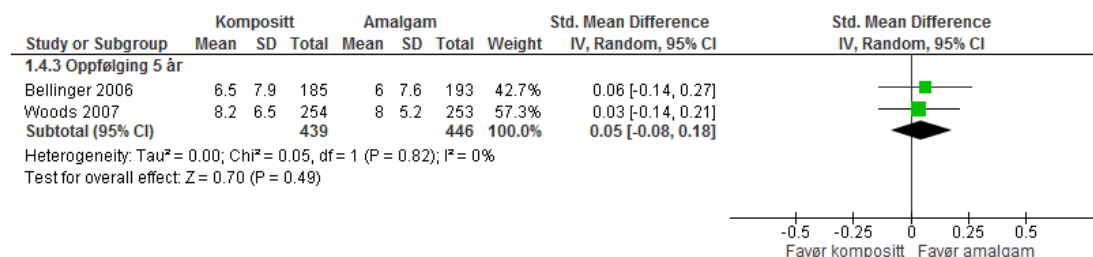 Kompositt Amalgam Std. Mean Difference Std. Mean Difference
Study or Subgroup Mean SD Total Mean SD Total Weight IV, Random, 95% CI IV, Random, 95% CI
1.4.3 Oppfølging 5 år
Bellinger 2006 6.5 7.9 185 6 7.6 193 42.7% 0.06 [-0.14, 0.27]
Woods 2007 8.2 6.5 254 8 5.2 253 57.3% 0.03 [-0.14, 0.21]
Subtotal (95% CI) 439 446 100.0% 0.05 [-0.08, 0.18]
Heterogeneity: Tau² = 0.00; Chi² = 0.05, df = 1 (P = 0.82); I² = 0%
Test for overall effect: Z = 0.70 (P = 0.49)
-0.5 -0.25 0 0.25 0.5
Favør kompositt Favør amalgam